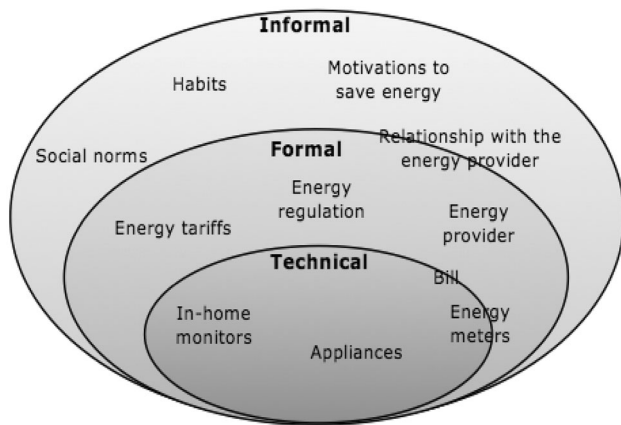 Informal
Habits
Motivations to
save energy
Social norms
Relationship with the
energy provider
Formal
Energy
regulation
Energy tariffs
Energy
provider
Technical
Bill
In-home
monitors
Energy
meters
Appliances